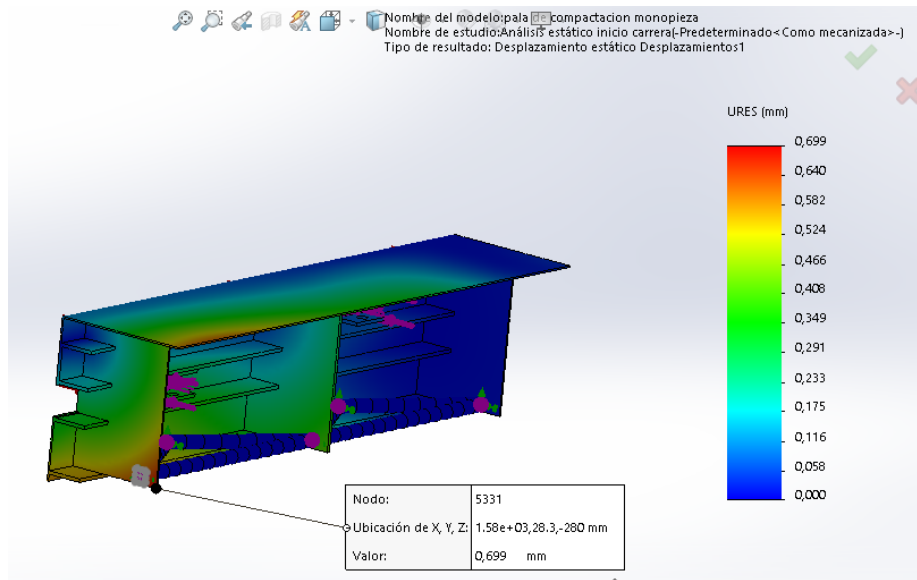 Nombre del modelo:pala de compactacion monopieza
Nombre de estudio:Análisis estático inicio carrera(-Predeterminado<Como mecanizada>-)
Tipo de resultado: Desplazamiento estático Desplazamientos1
URES (mm)
0,699
0,640
0,582
0,524
0,466
0,408
0,349
0,291
0,233
0,175
0,116
0,058
0,000
Nodo: 5331
Ubicación de X, Y, Z: 1.58e+03,28.3,-280 mm
Valor: 0,699 mm